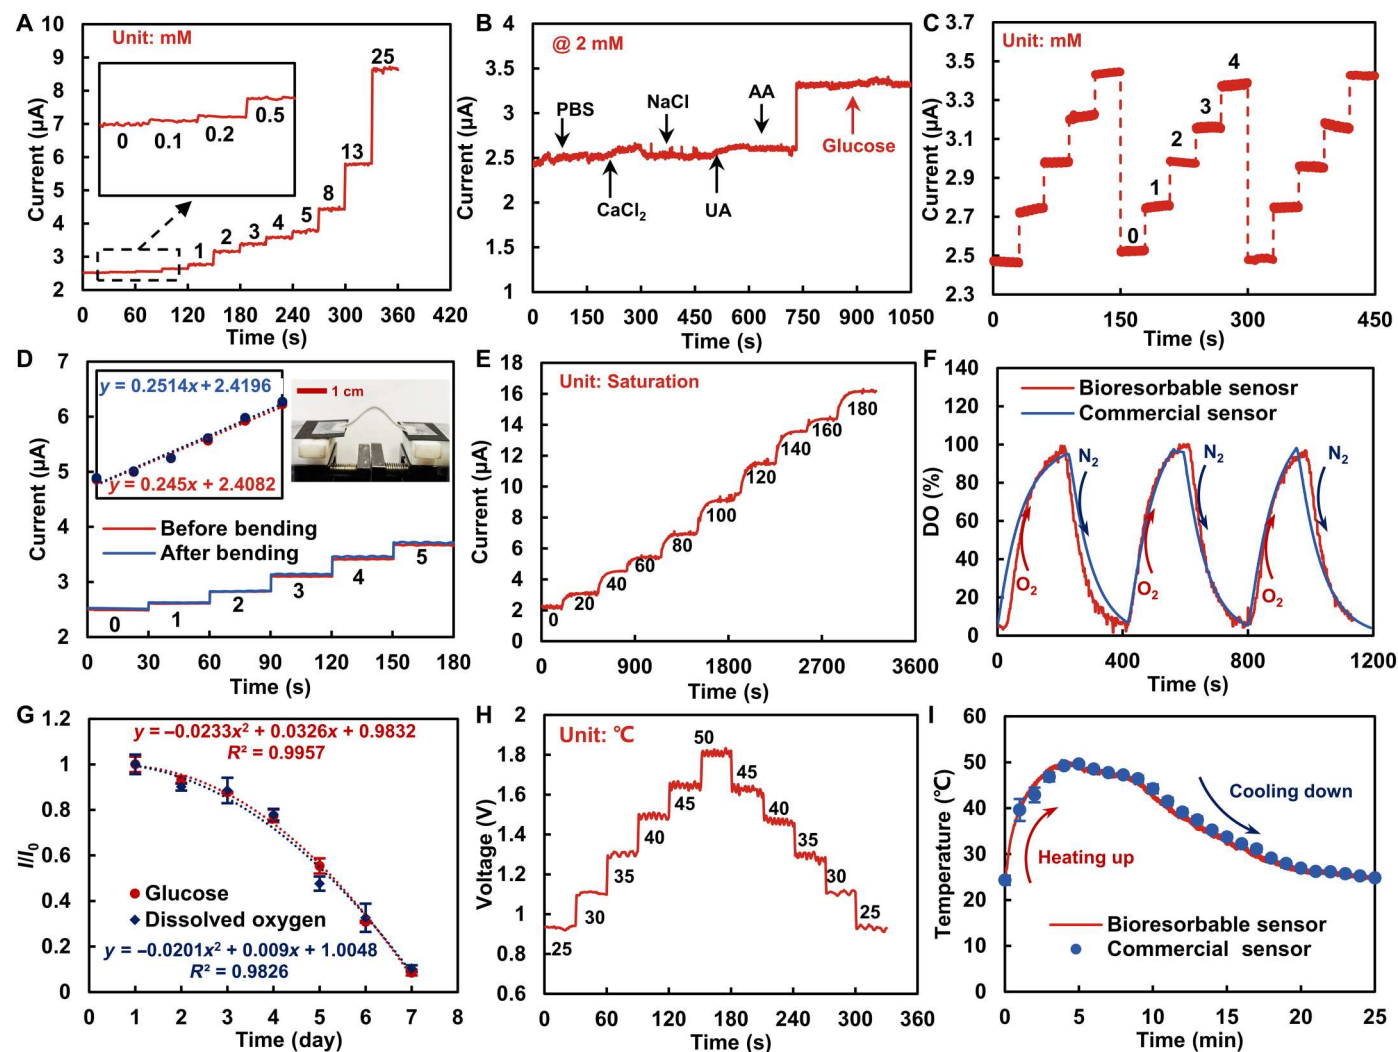 A
Unit: mM
Current (μA)
10
9
8
7
6
5
4
3
2
0
0.1
0.2
0.5
1
2
3
4
5
8
13
25
0 60 120 180 240 300 360 420
Time (s)
B
@ 2 mM
Current (μA)
4
3.5
3
2.5
2
1.5
1
PBS
NaCl
AA
CaCl2
UA
Glucose
0 150 300 450 600 750 900 1050
Time (s)
C
Unit: mM
Current (μA)
3.7
3.5
3.3
3.1
2.9
2.7
2.5
2.3
0
1
2
3
4
0 150 300 450
Time (s)
D
Current (μA)
7
6
5
4
3
2
y = 0.2514x + 2.4196
y = 0.245x + 2.4082
1 cm
Before bending
After bending
0
1
2
3
4
5
0 30 60 90 120 150 180
Time (s)
E
Unit: Saturation
Current (μA)
18
16
14
12
10
8
6
4
2
0
0
20
40
60
80
100
120
140
160
180
0 900 1800 2700 3600
Time (s)
F
Bioresorbable senosr
Commercial sensor
DO (%)
140
120
100
80
60
40
20
0
N2
N2
N2
O2
O2
O2
0 400 800 1200
Time (s)
G
I/I0
1.2
1
0.8
0.6
0.4
0.2
0
y = –0.0233x2 + 0.0326x + 0.9832
R2 = 0.9957
Glucose
Dissolved oxygen
y = –0.0201x2 + 0.009x + 1.0048
R2 = 0.9826
0 1 2 3 4 5 6 7 8
Time (day)
H
Unit: ℃
Voltage (V)
2
1.8
1.6
1.4
1.2
1
0.8
0.6
25
30
35
40
45
50
45
40
35
30
25
0 60 120 180 240 300 360
Time (s)
I
Temperature (℃)
60
50
40
30
20
10
0
Cooling down
Heating up
Bioresorbable sensor
Commercial sensor
0 5 10 15 20 25
Time (min)